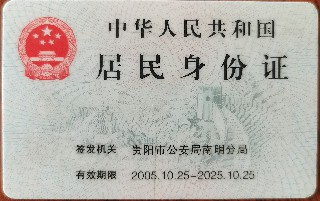 中华人民共和国
居民身份证
签发机关 贵阳市公安局南明分局
有效期限 2005.10.25-2025.10.25